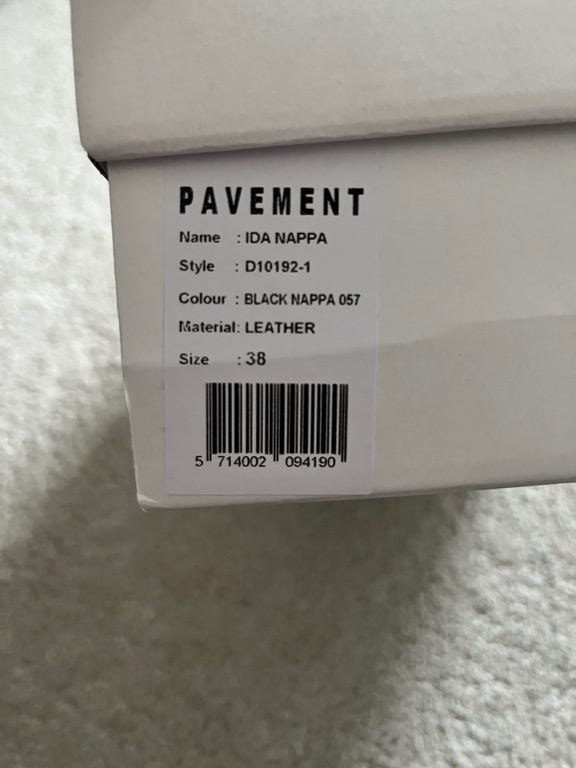 PAVEMENT
Name : IDA NAPPA
Style : D10192-1
Colour : BLACK NAPPA 057
Material: LEATHER
Size : 38
5 714002 094190